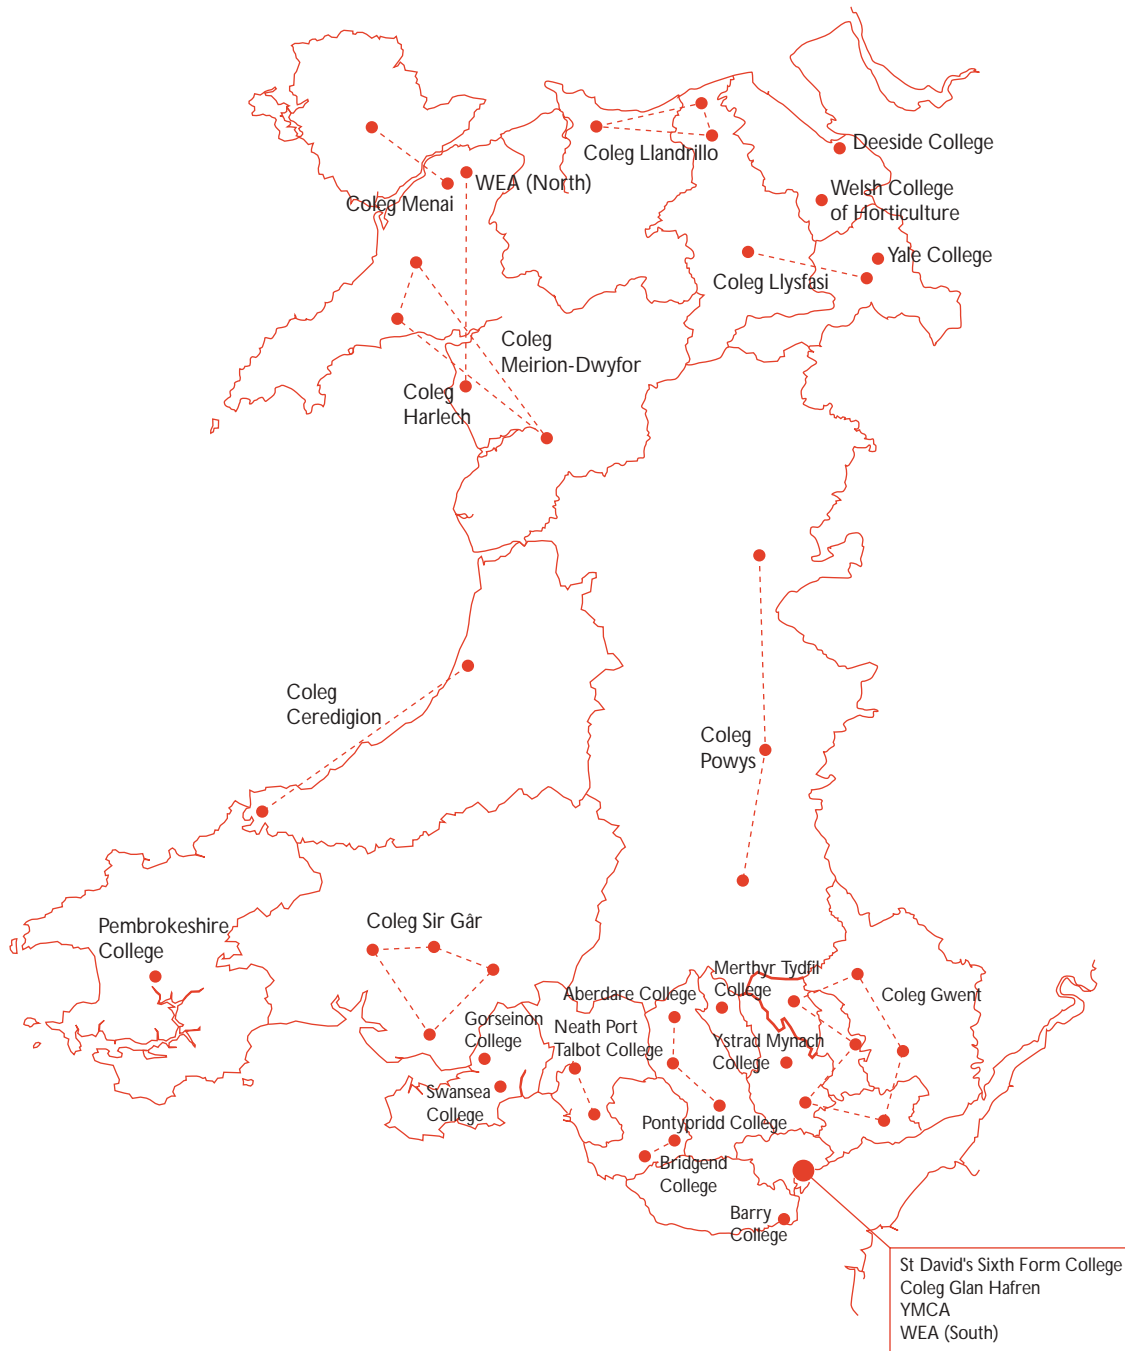 Deeside College
Coleg Llandrillo
WEA (North)
Welsh College
of Horticulture
Coleg Menai
Yale College
Coleg Llysfasi
Coleg
Meirion-Dwyfor
Coleg
Harlech
Coleg
Ceredigion
Coleg
Powys
Pembrokeshire
College
Coleg Sir Gâr
Merthyr Tydfil
College
Aberdare College
Coleg Gwent
Gorseinon
College
Neath Port
Talbot College
Ystrad Mynach
College
Swansea
College
Pontypridd College
Bridgend
College
Barry
College
St David's Sixth Form College
Coleg Glan Hafren
YMCA
WEA (South)